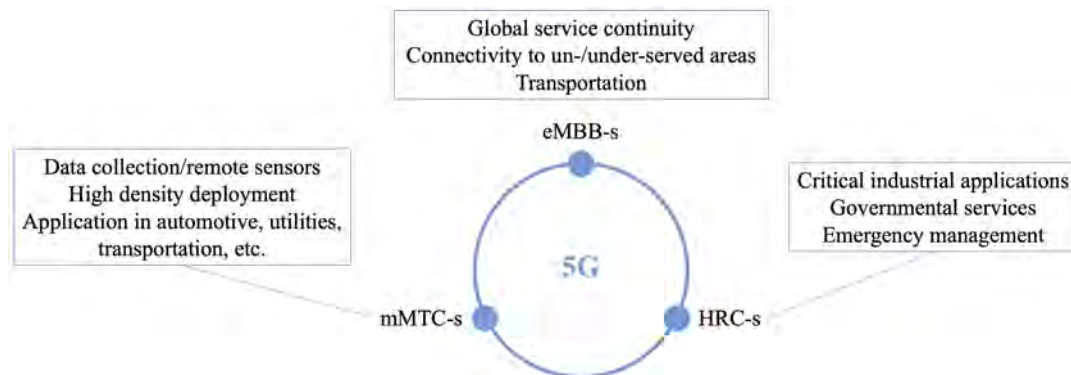 Global service continuity
Connectivity to un-/under-served areas
Transportation
eMBB-s
Data collection/remote sensors
High density deployment
Application in automotive, utilities,
transportation, etc.
Critical industrial applications
Governmental services
Emergency management
5G
mMTC-s
HRC-s